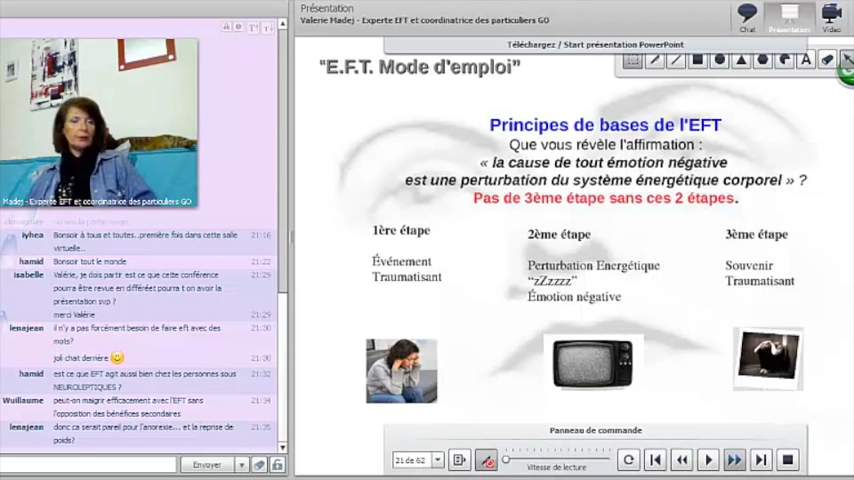 Présentation
Valerie Madej - Experte EFT et coordinatrice des particuliers GO
Chat
Présentation
Video
Téléchargez / Start présentation PowerPoint
"E.F.T. Mode d'emploi"
Principes de bases de l'EFT
Que vous révèle l'affirmation :
« la cause de tout émotion négative
est une perturbation du système énergétique corporel » ?
Pas de 3ème étape sans ces 2 étapes.
1ère étape
Événement
Traumatisant
2ème étape
Perturbation Energétique
“zZzzzz”
Émotion négative
3ème étape
Souvenir
Traumatisant
Madej - Experte EFT et coordinatrice des particuliers GO
iyhea Bonsoir à tous et toutes..première fois dans cette salle 21:16
virtuelle..
hamid Bonsoir tout le monde 21:22
isabelle Valérie, je dois partir est ce que cette conférence 21:29
pourra être revue en différéet pourra t on avoir la
présentation svp ?
merci Valérie 21:29
lenajean il n'y a pas forcément besoin de faire eft avec des 21:30
mots?
joli chat derrière 21:30
hamid est ce que EFT agit aussi bien chez les personnes sous 21:32
NEUROLEPTIQUES ?
Wuillaume peut-on maigrir efficacement avec l'EFT sans 21:34
l'opposition des bénéfices secondaires
lenajean donc ca serait pareil pour l'anorexie... et la reprise de 21:35
poids?
Envoyer
Panneau de commande
21 de 62
Vitesse de lecture